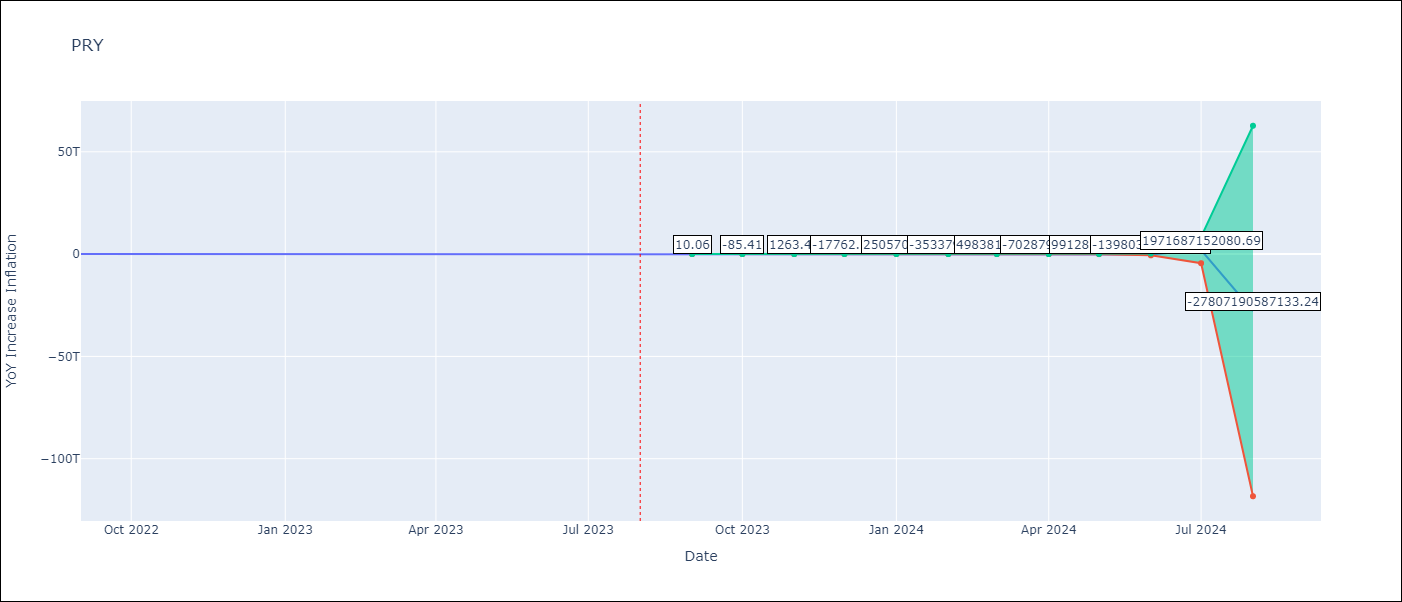 PRY
YoY Increase Inflation
50T
0
−50T
−100T
10.06
-85.41
1263.4
-17762.
250570
-35337
498381
-70287
99128
-13980
1971687152080.69
-27807190587133.24
Oct 2022
Jan 2023
Apr 2023
Jul 2023
Oct 2023
Jan 2024
Apr 2024
Jul 2024
Date